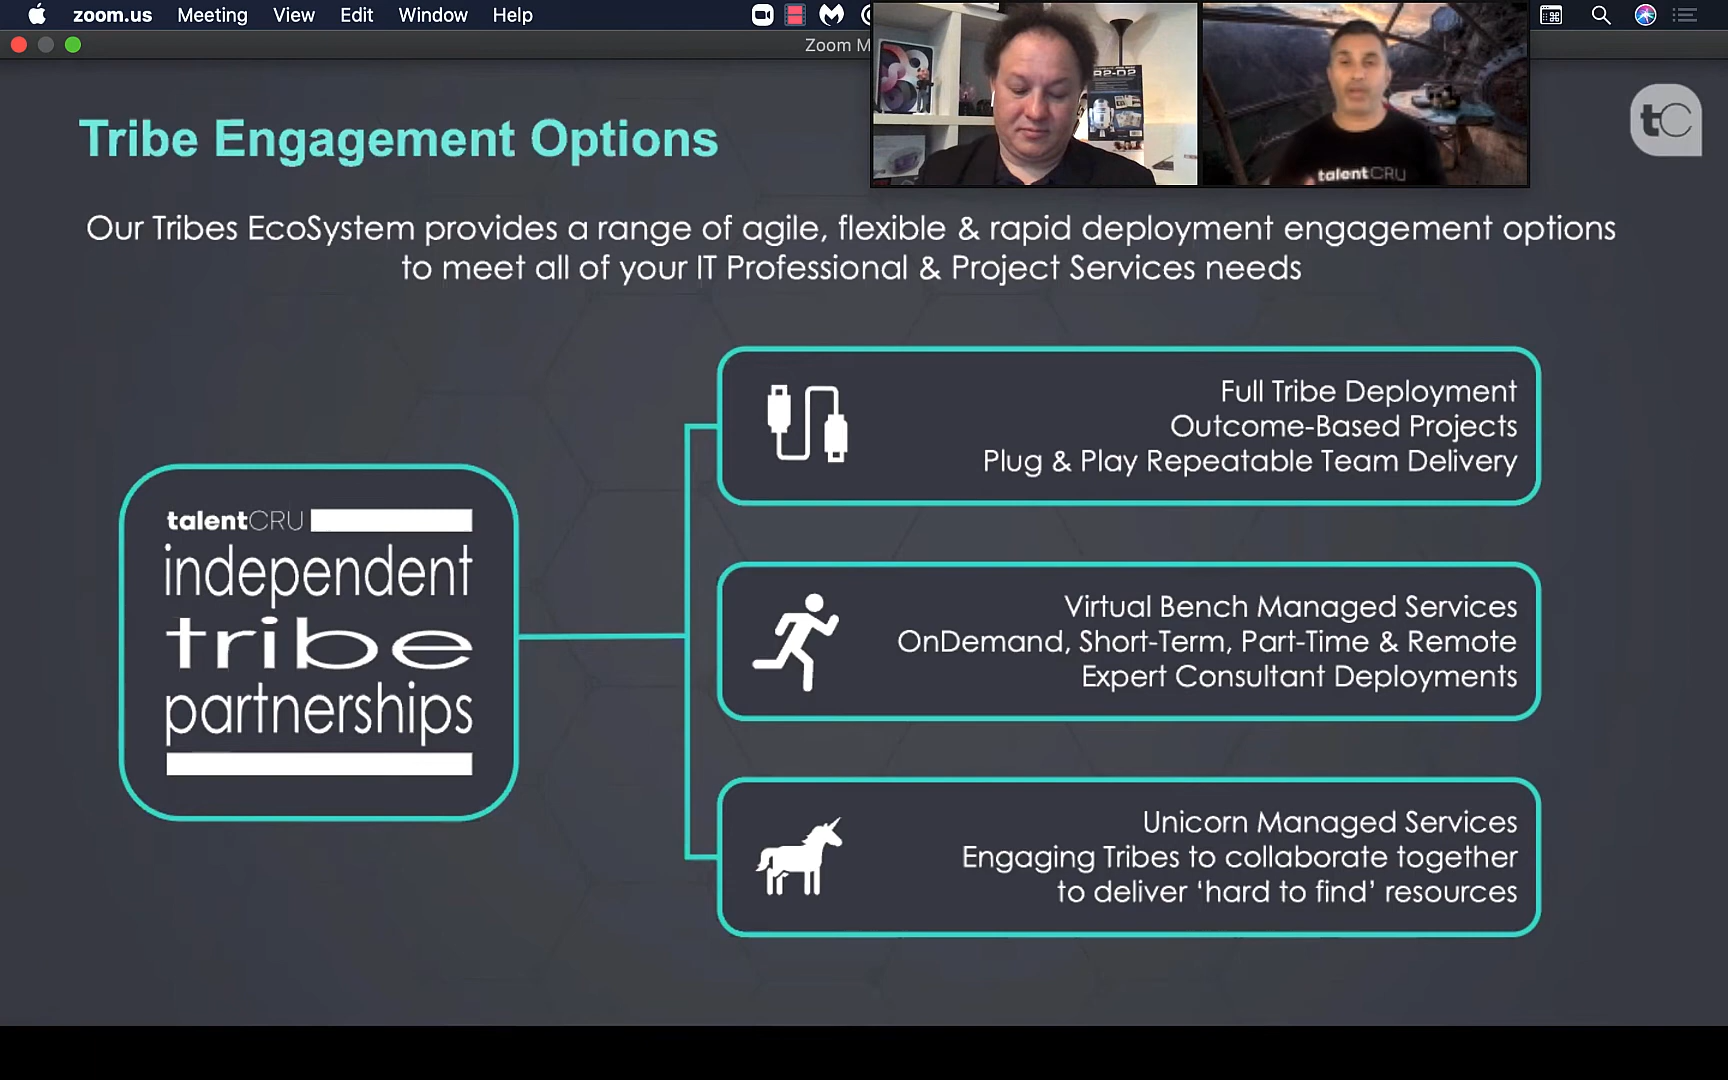 zoom.us Meeting View Edit Window Help
Zoom M
R2-D2
talentCRU
tC
Tribe Engagement Options
Our Tribes EcoSystem provides a range of agile, flexible & rapid deployment engagement options
to meet all of your IT Professional & Project Services needs
talentCRU
independent
tribe
partnerships
Full Tribe Deployment
Outcome-Based Projects
Plug & Play Repeatable Team Delivery
Virtual Bench Managed Services
OnDemand, Short-Term, Part-Time & Remote
Expert Consultant Deployments
Unicorn Managed Services
Engaging Tribes to collaborate together
to deliver ‘hard to find’ resources